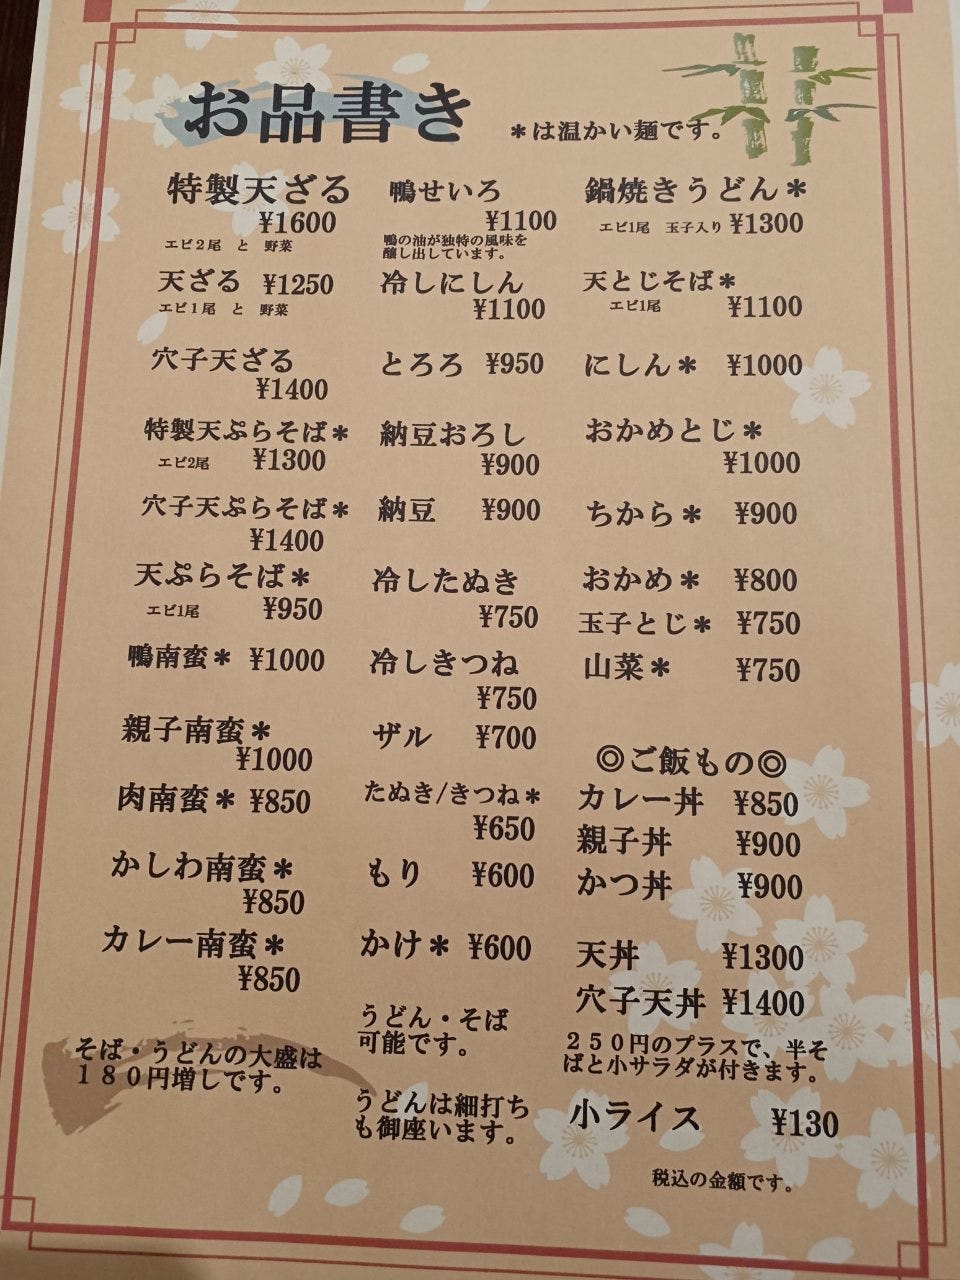 お品書き
＊は温かい麺です。
特製天ざる
¥1600
エビ２尾 と 野菜
天ざる ¥1250
エビ１尾 と 野菜
穴子天ざる
¥1400
特製天ぷらそば＊
エビ2尾 ¥1300
穴子天ぷらそば＊
¥1400
天ぷらそば＊
エビ1尾 ¥950
鴨南蛮＊ ¥1000
親子南蛮＊
¥1000
肉南蛮＊ ¥850
かしわ南蛮＊
¥850
カレー南蛮＊
¥850
そば・うどんの大盛は
１８０円増しです。
鴨せいろ
¥1100
鴨の油が独特の風味を
醸し出しています。
冷しにしん
¥1100
とろろ ¥950
納豆おろし
¥900
納豆 ¥900
冷したぬき
¥750
冷しきつね
¥750
ザル ¥700
たぬき/きつね＊
¥650
もり ¥600
かけ＊ ¥600
うどん・そば
可能です。
うどんは細打ち
も御座います。
鍋焼きうどん＊
エビ1尾 玉子入り ¥1300
天とじそば＊
エビ1尾 ¥1100
にしん＊ ¥1000
おかめとじ＊
¥1000
ちから＊ ¥900
おかめ＊ ¥800
玉子とじ＊ ¥750
山菜＊ ¥750
◎ご飯もの◎
カレー丼 ¥850
親子丼 ¥900
かつ丼 ¥900
天丼 ¥1300
穴子天丼 ¥1400
２５０円のプラスで、半そ
ばと小サラダが付きます。
小ライス ¥130
税込の金額です。